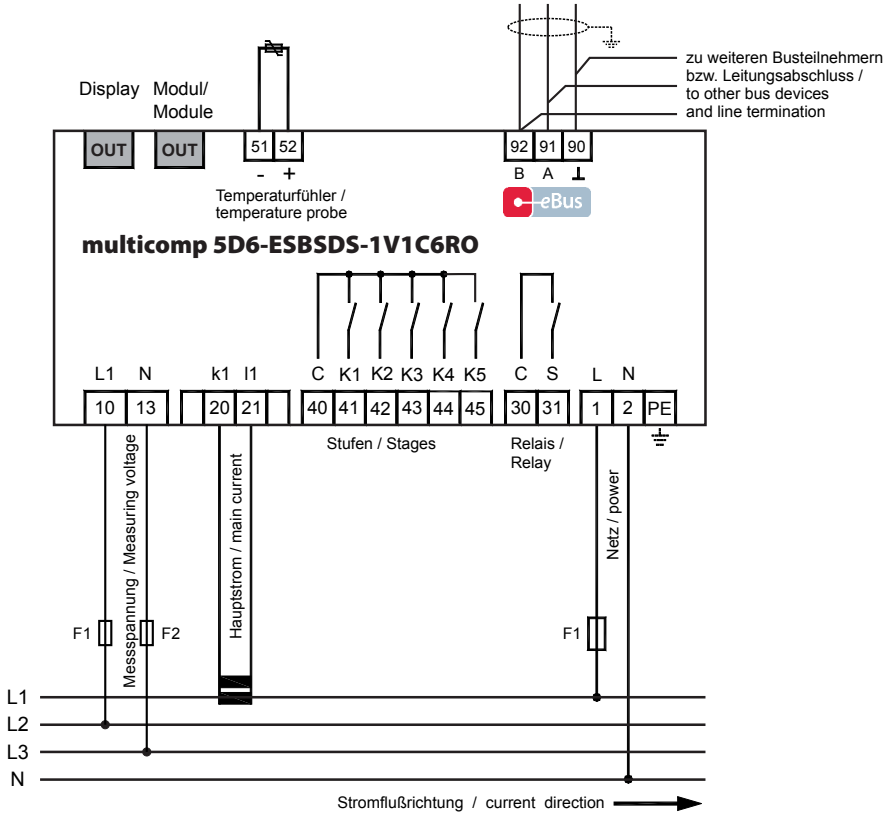 zu weiteren Busteilnehmern
bzw. Leitungsabschluss /
to other bus devices
and line termination
Display
Modul/
Module
OUT
OUT
51 52
- +
Temperaturfühler /
temperature probe
92 91 90
B A
eBus
multicomp 5D6-ESBSDS-1V1C6RO
L1 N
k1 l1
C K1 K2 K3 K4 K5
C S
L N
10 13
20 21
40 41 42 43 44 45
30 31
1 2 PE
Stufen / Stages
Relais /
Relay
Messspannung / Measuring voltage
Hauptstrom / main current
Netz / power
F1
F2
F1
L1
L2
L3
N
Stromflußrichtung / current direction